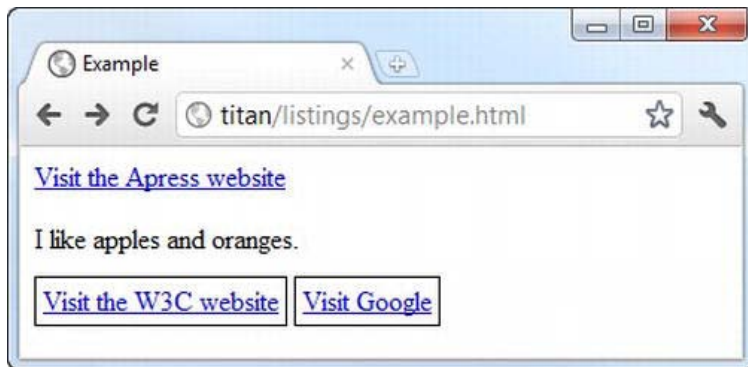 Example
titan/listings/example.html
Visit the Apress website
I like apples and oranges.
Visit the W3C website Visit Google